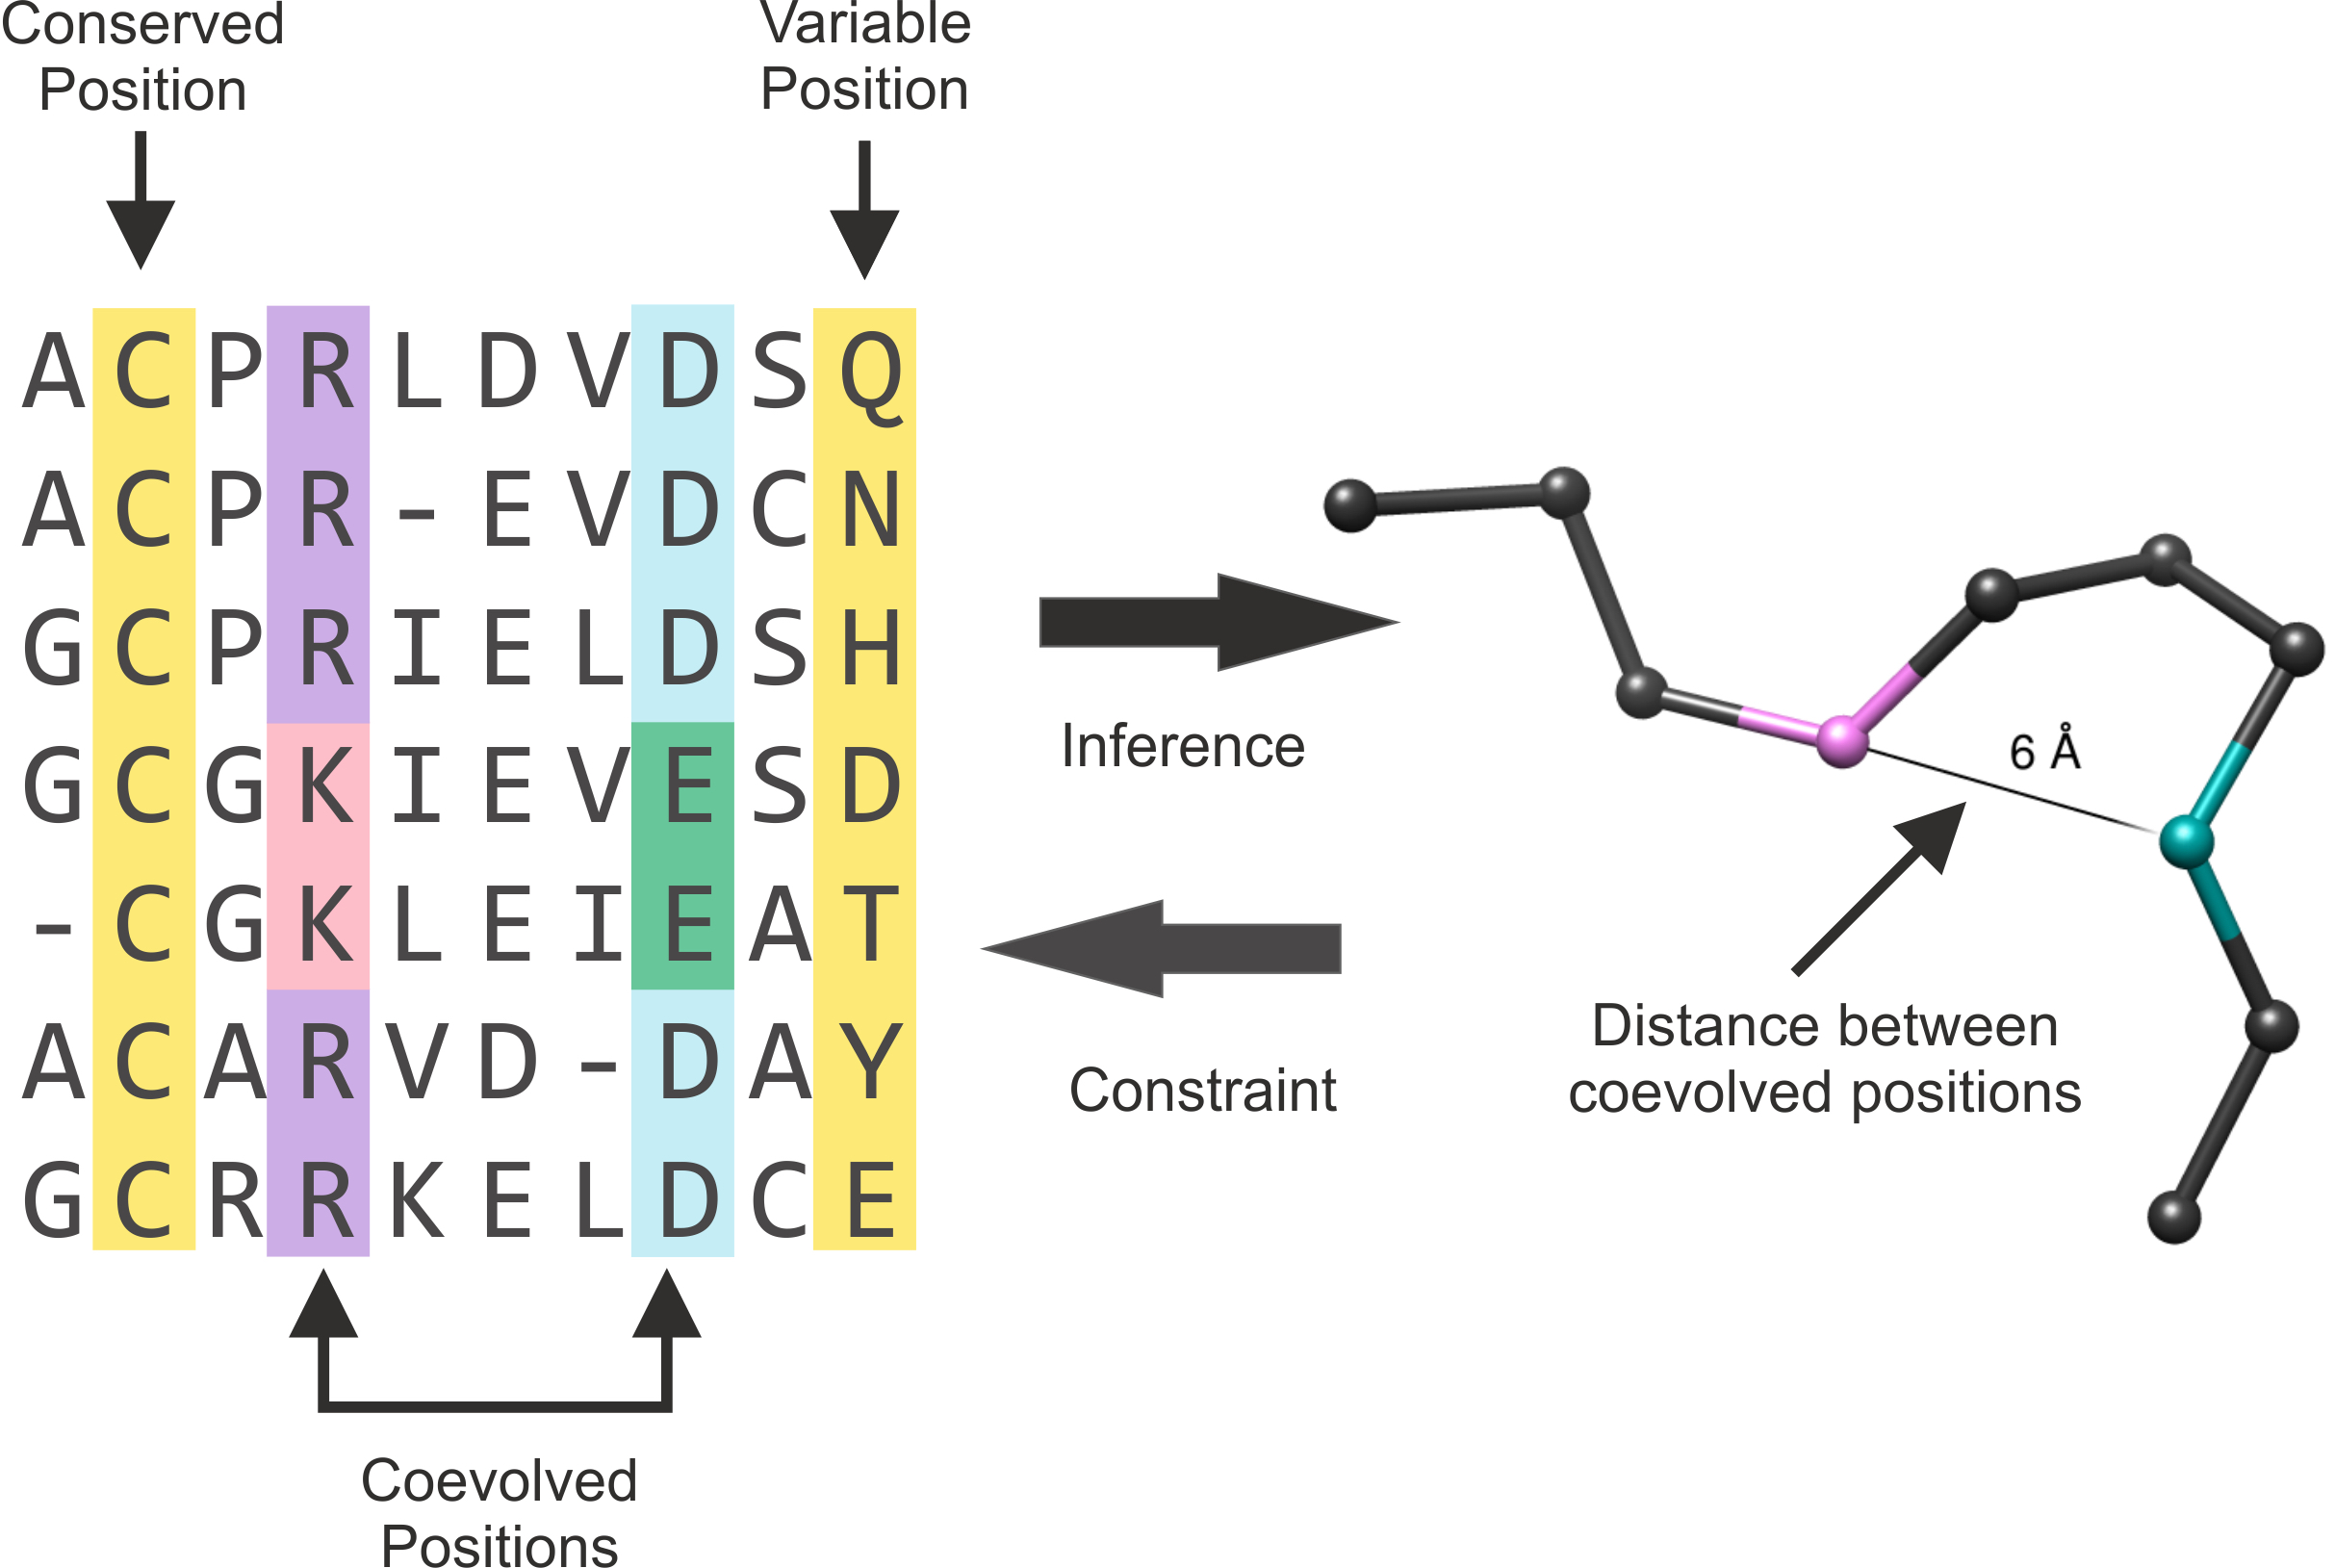 Conserved
Position
Variable
Position
A C P R L D V D S Q
A C P R - E V D C N
G C P R I E L D S H
G C G K I E V E S D
- C G K L E I E A T
A C A R V D - D A Y
G C R R K E L D C E
Coevolved
Positions
Inference
Constraint
6 Å
Distance between
coevolved positions